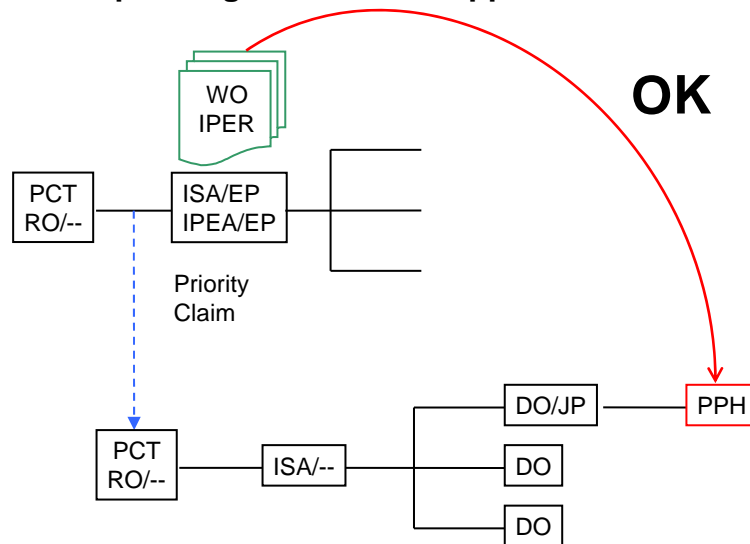 OK
WO
IPER
PCT
RO/--
ISA/EP
IPEA/EP
Priority
Claim
DO/JP
PPH
PCT
RO/--
ISA/--
DO
DO